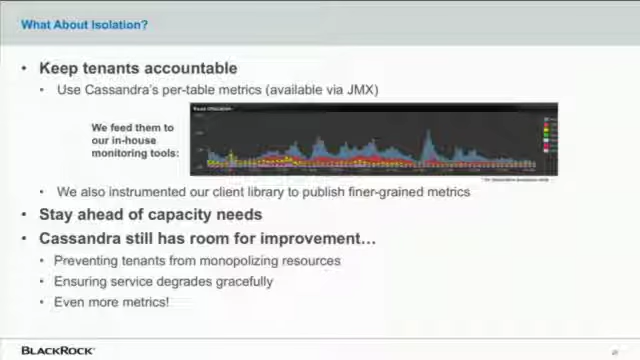 What About Isolation?
• Keep tenants accountable
• Use Cassandra's per-table metrics (available via JMX)
We feed them to
our in-house
monitoring tools:
• We also instrumented our client library to publish finer-grained metrics
• Stay ahead of capacity needs
• Cassandra still has room for improvement…
• Preventing tenants from monopolizing resources
• Ensuring service degrades gracefully
• Even more metrics!
BLACKROCK